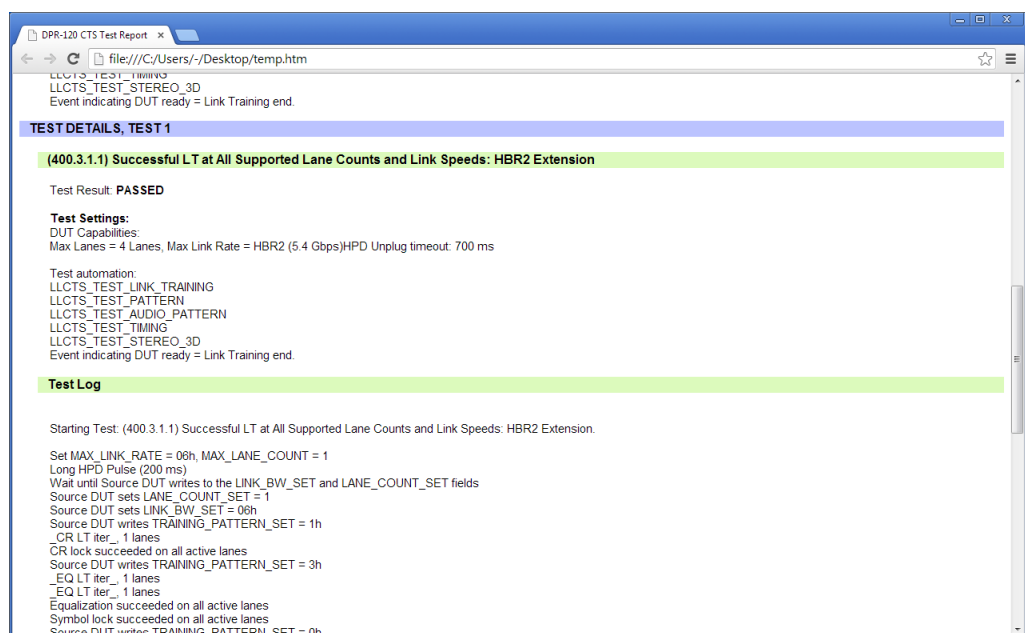 DPR-120 CTS Test Report
file:///C:/Users/-/Desktop/temp.htm
LLCTS_TEST_TIMING
LLCTS_TEST_STEREO_3D
Event indicating DUT ready = Link Training end.
TEST DETAILS, TEST 1
(400.3.1.1) Successful LT at All Supported Lane Counts and Link Speeds: HBR2 Extension
Test Result: PASSED
Test Settings:
DUT Capabilities:
Max Lanes = 4 Lanes, Max Link Rate = HBR2 (5.4 Gbps)HPD Unplug timeout: 700 ms
Test automation:
LLCTS_TEST_LINK_TRAINING
LLCTS_TEST_PATTERN
LLCTS_TEST_AUDIO_PATTERN
LLCTS_TEST_TIMING
LLCTS_TEST_STEREO_3D
Event indicating DUT ready = Link Training end.
Test Log
Starting Test: (400.3.1.1) Successful LT at All Supported Lane Counts and Link Speeds: HBR2 Extension.
Set MAX_LINK_RATE = 06h, MAX_LANE_COUNT = 1
Long HPD Pulse (200 ms)
Wait until Source DUT writes to the LINK_BW_SET and LANE_COUNT_SET fields
Source DUT sets LANE_COUNT_SET = 1
Source DUT sets LINK_BW_SET = 06h
Source DUT writes TRAINING_PATTERN_SET = 1h
_CR LT iter_, 1 lanes
CR lock succeeded on all active lanes
Source DUT writes TRAINING_PATTERN_SET = 3h
_EQ LT iter_, 1 lanes
_EQ LT iter_, 1 lanes
Equalization succeeded on all active lanes
Symbol lock succeeded on all active lanes
Source DUT writes TRAINING_PATTERN_SET = 0h